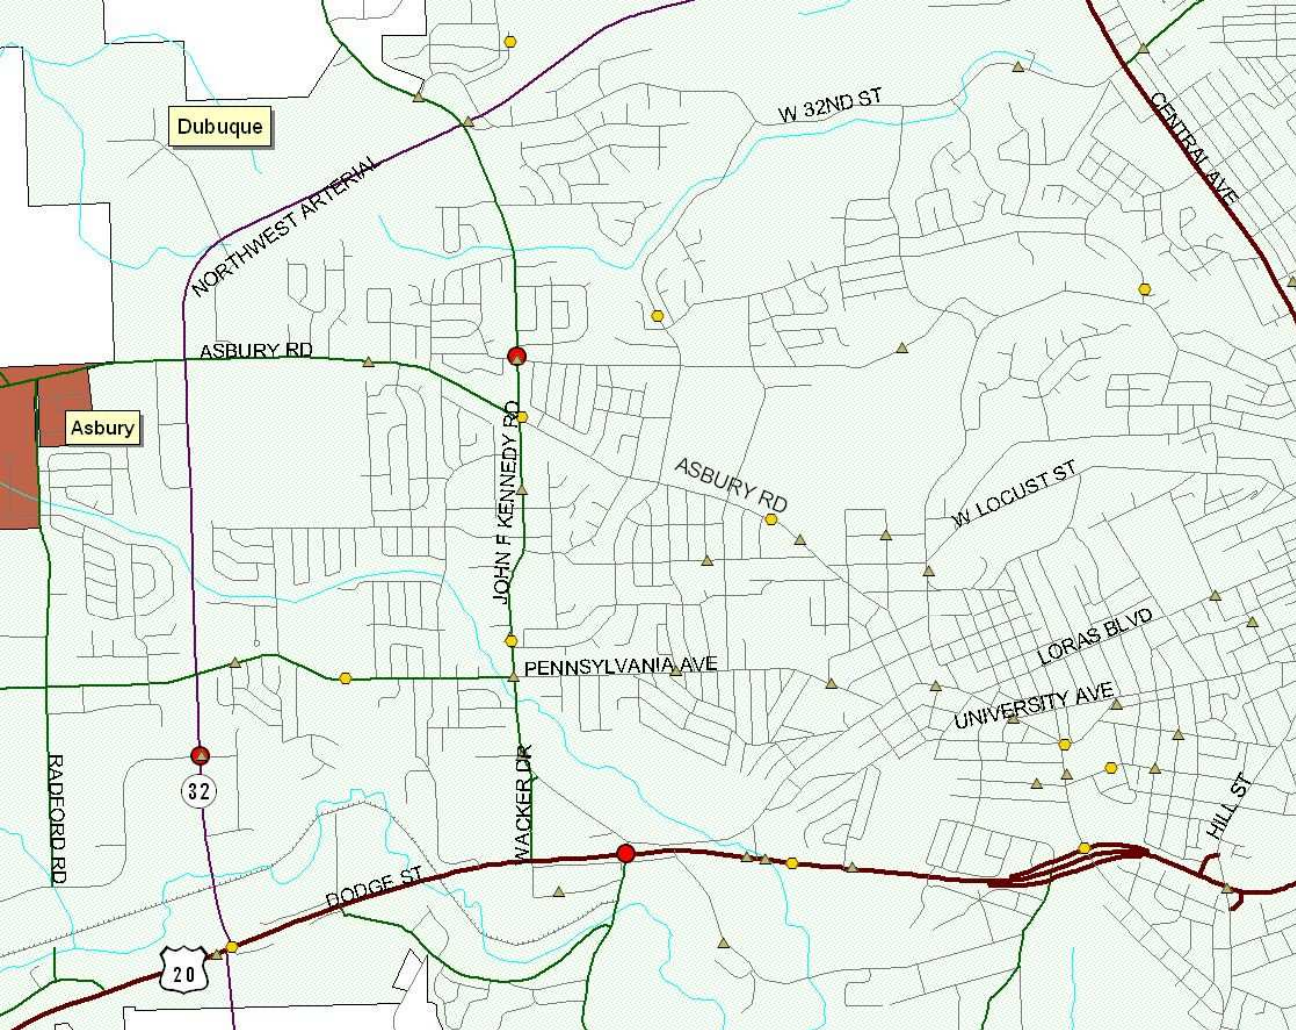 W 32ND ST
CENTRAL AVE
Dubuque
NORTHWEST ARTERIAL
ASBURY RD
Asbury
JOHN F KENNEDY RD
ASBURY RD
W LOCUST ST
LORAS BLVD
PENNSYLVANIA AVE
UNIVERSITY AVE
RADFORD RD
32
WACKER DR
HILL ST
DODGE ST
20